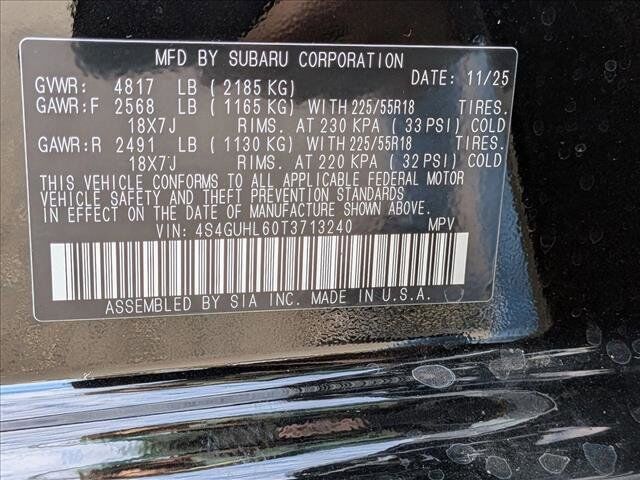 MFD BY SUBARU CORPORATION
DATE: 11/25
GVWR: 4817 LB (2185 KG)
GAWR:F 2568 LB (1165 KG) WITH 225/55R18 TIRES.
18X7J RIMS. AT 230 KPA (33 PSI) COLD
GAWR:R 2491 LB (1130 KG) WITH 225/55R18 TIRES.
18X7J RIMS. AT 220 KPA (32 PSI) COLD
THIS VEHICLE CONFORMS TO ALL APPLICABLE FEDERAL MOTOR
VEHICLE SAFETY AND THEFT PREVENTION STANDARDS
IN EFFECT ON THE DATE OF MANUFACTURE SHOWN ABOVE.
VIN: 4S4GUHL60T3713240 MPV
ASSEMBLED BY SIA INC. MADE IN U.S.A.